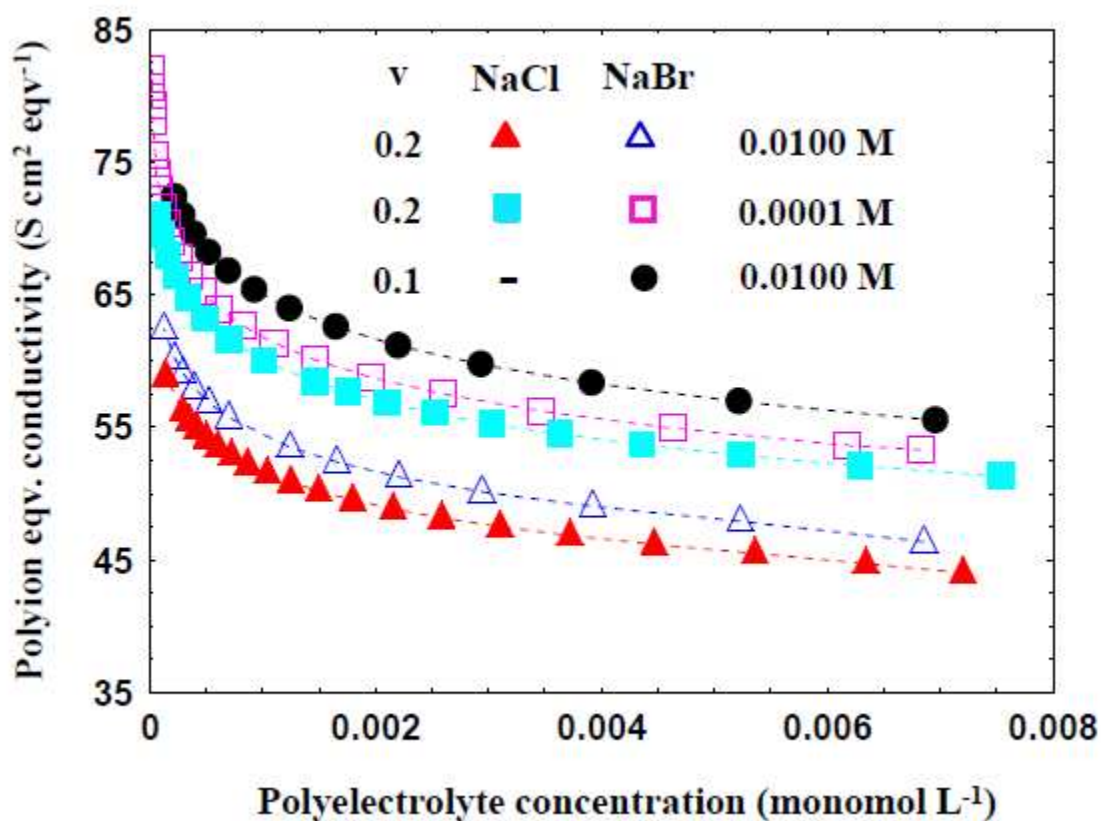 Polyion eqv. conductivity (S cm² eqv⁻¹)
85
75
65
55
45
35
v NaCl NaBr
0.2 0.0100 M
0.2 0.0001 M
0.1 - 0.0100 M
0 0.002 0.004 0.006 0.008
Polyelectrolyte concentration (monomol L⁻¹)